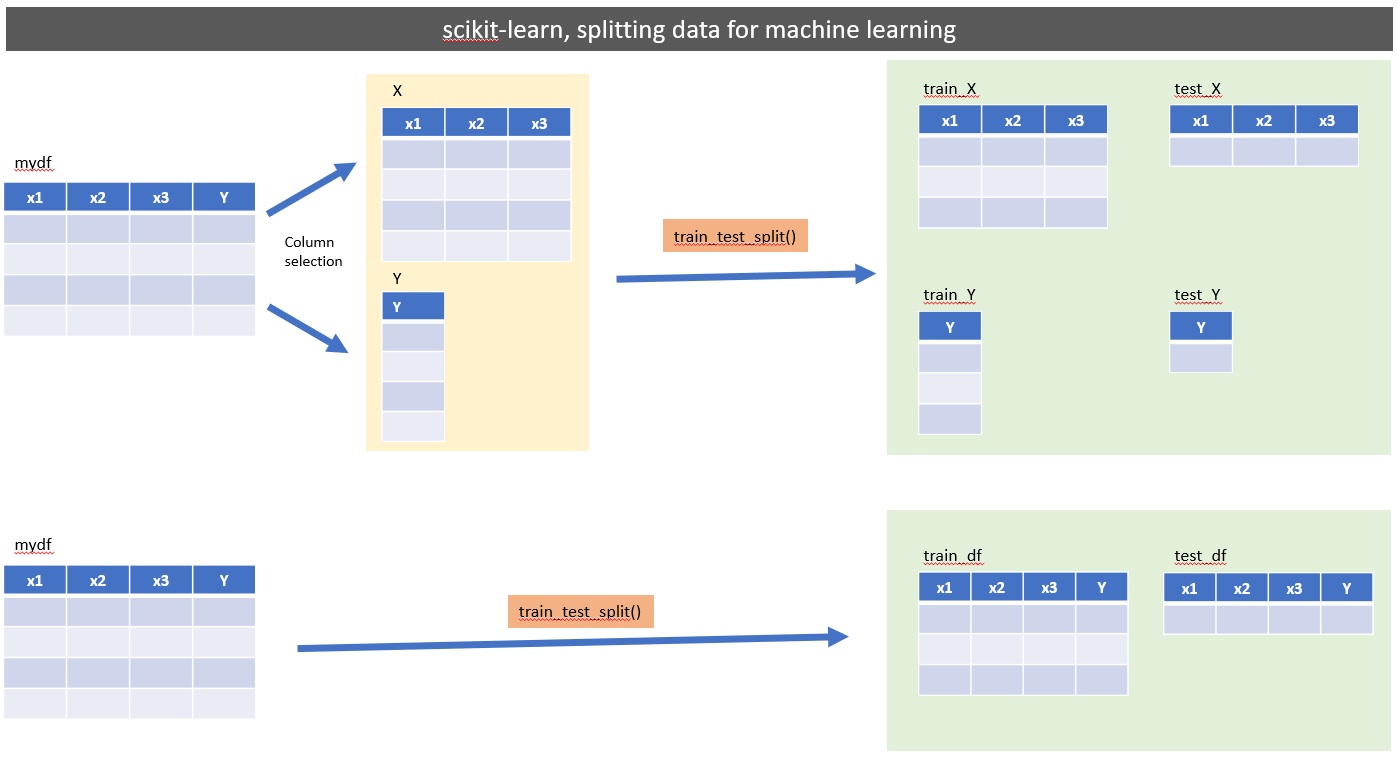 scikit-learn, splitting data for machine learning
mydf
x1 x2 x3 Y
Column
selection
X
x1 x2 x3
Y
Y
train_test_split()
train_X
x1 x2 x3
test_X
x1 x2 x3
train_Y
Y
test_Y
Y
mydf
x1 x2 x3 Y
train_test_split()
train_df
x1 x2 x3 Y
test_df
x1 x2 x3 Y